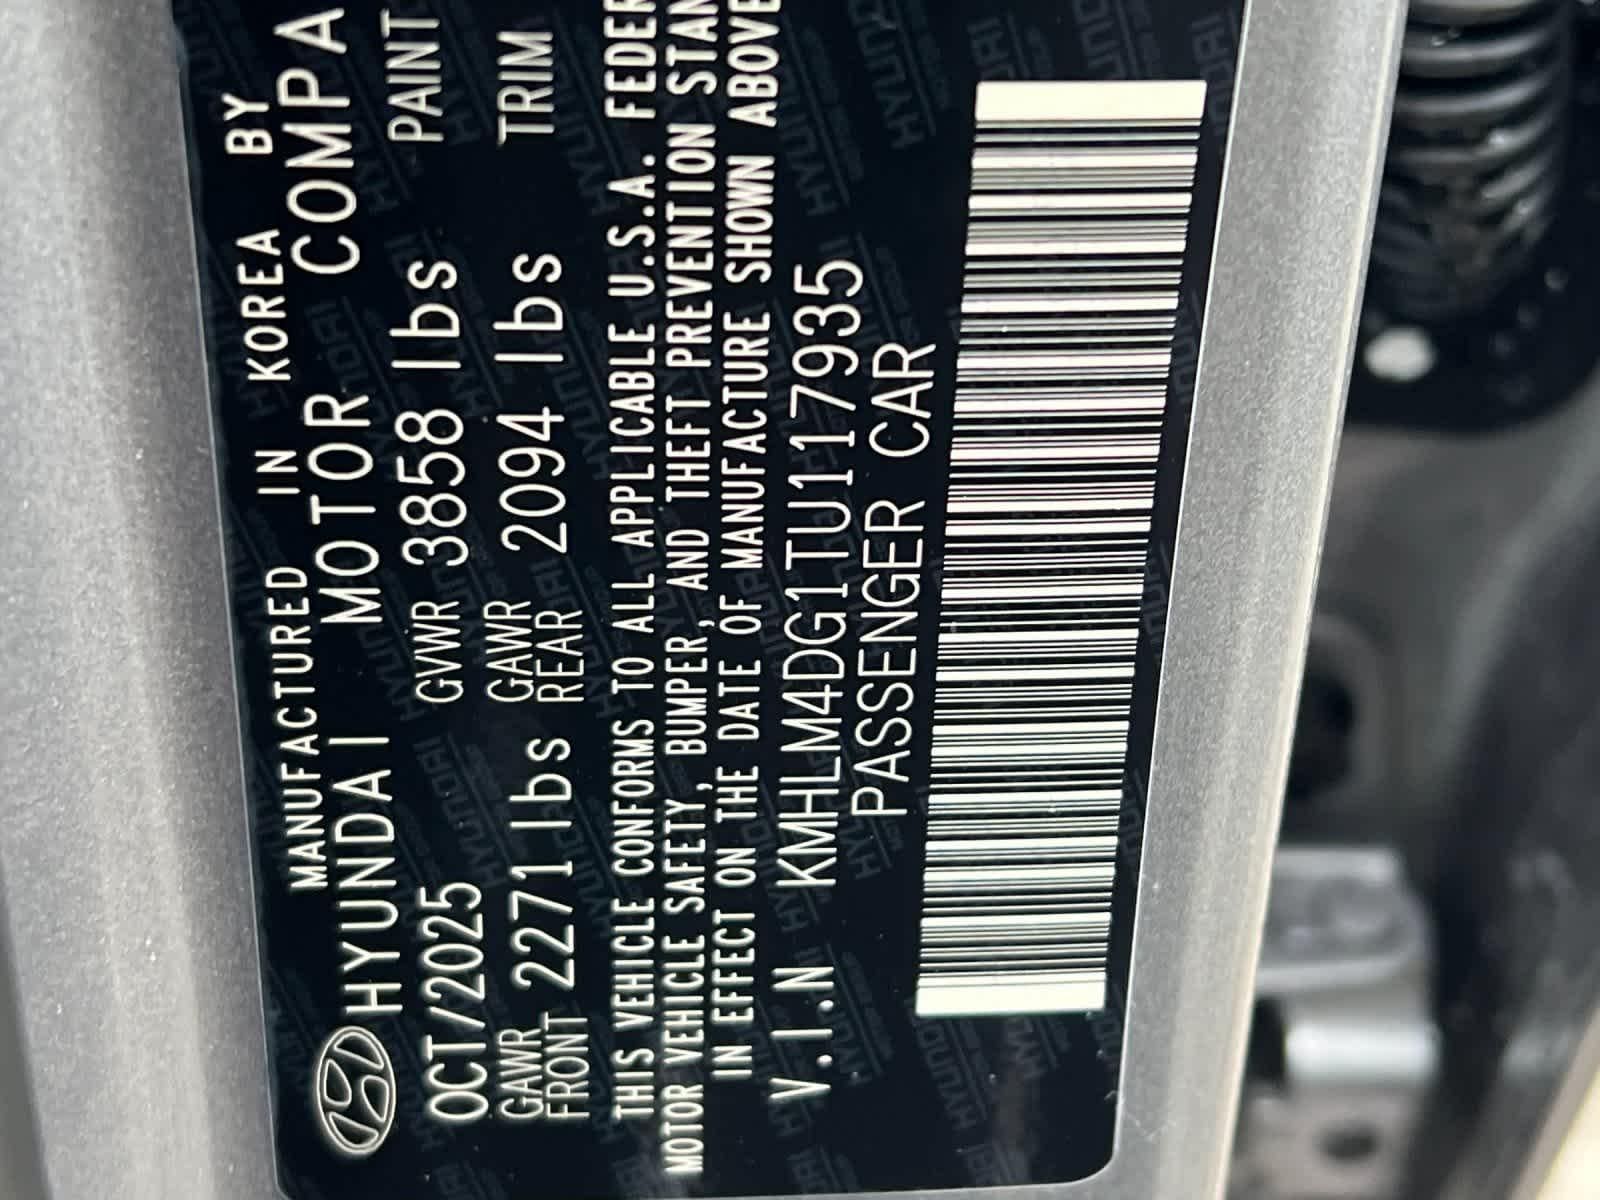 MANUFACTURED IN KOREA BY
HYUNDAI MOTOR COMPA
OCT/2025 GVWR 3858 lbs PAINT
GAWR FRONT 2271 lbs GAWR REAR 2094 lbs TRIM
THIS VEHICLE CONFORMS TO ALL APPLICABLE U.S.A. FEDER
MOTOR VEHICLE SAFETY, BUMPER, AND THEFT PREVENTION STAN
IN EFFECT ON THE DATE OF MANUFACTURE SHOWN ABOVE
V.I.N KMHLM4DG1TU117935
PASSENGER CAR